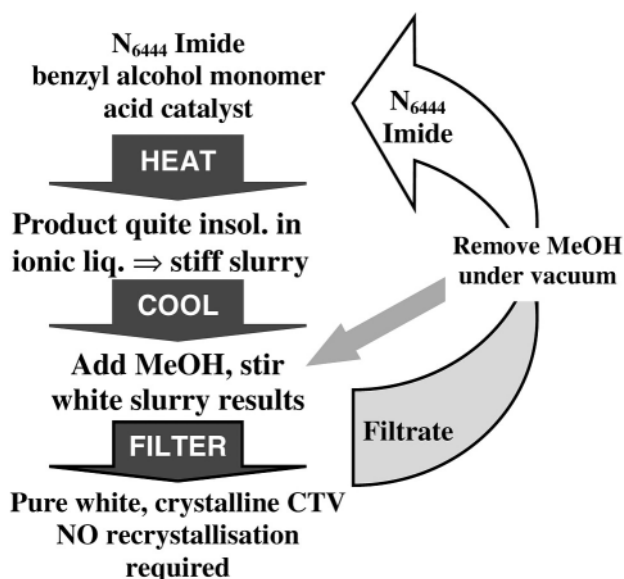 N₆₄₄₄ Imide
benzyl alcohol monomer
acid catalyst
HEAT
Product quite insol. in
ionic liq. ⇒ stiff slurry
COOL
Add MeOH, stir
white slurry results
FILTER
Pure white, crystalline CTV
NO recrystallisation
required
Filtrate
Remove MeOH
under vacuum
N₆₄₄₄
Imide